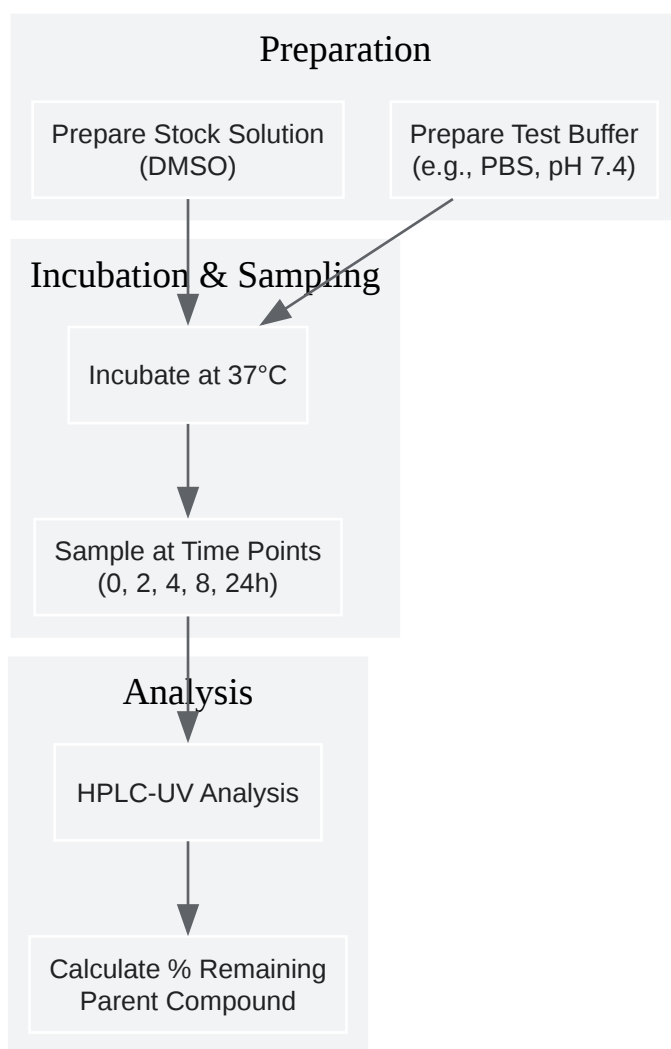 Preparation
Prepare Stock Solution
(DMSO)
Prepare Test Buffer
(e.g., PBS, pH 7.4)
Incubation & Sampling
Incubate at 37°C
Sample at Time Points
(0, 2, 4, 8, 24h)
Analysis
HPLC-UV Analysis
Calculate % Remaining
Parent Compound